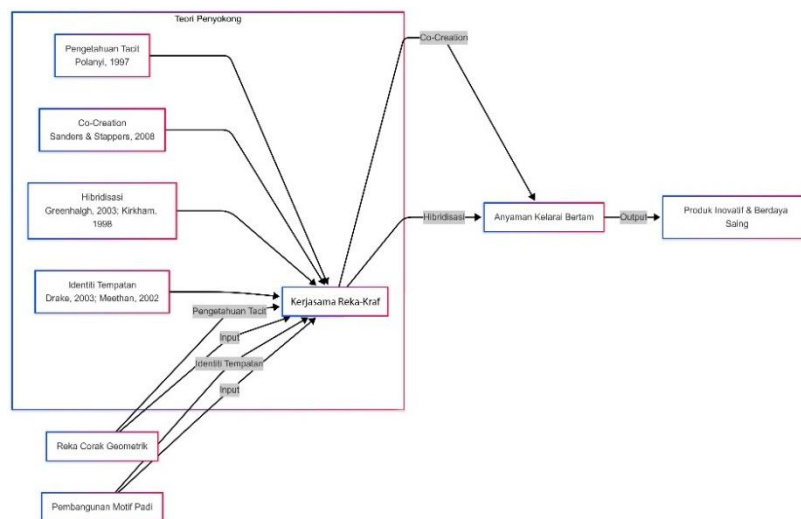 Teori Penyokong
Pengetahuan Tacit
Polanyi, 1997
Co-Creation
Sanders & Stappers, 2008
Hibridisasi
Greenhalgh, 2003; Kirkham,
1998
Identiti Tempatan
Drake, 2003; Meethan, 2002
Kerjasama Reka-Kraf
Pengetahuan Tacit
Input
Identiti Tempatan
Input
Reka Corak Geometrik
Pembangunan Motif Padi
Co-Creation
Hibridisasi
Anyaman Kelarai Bertam
Output
Produk Inovatif & Berdaya
Saing